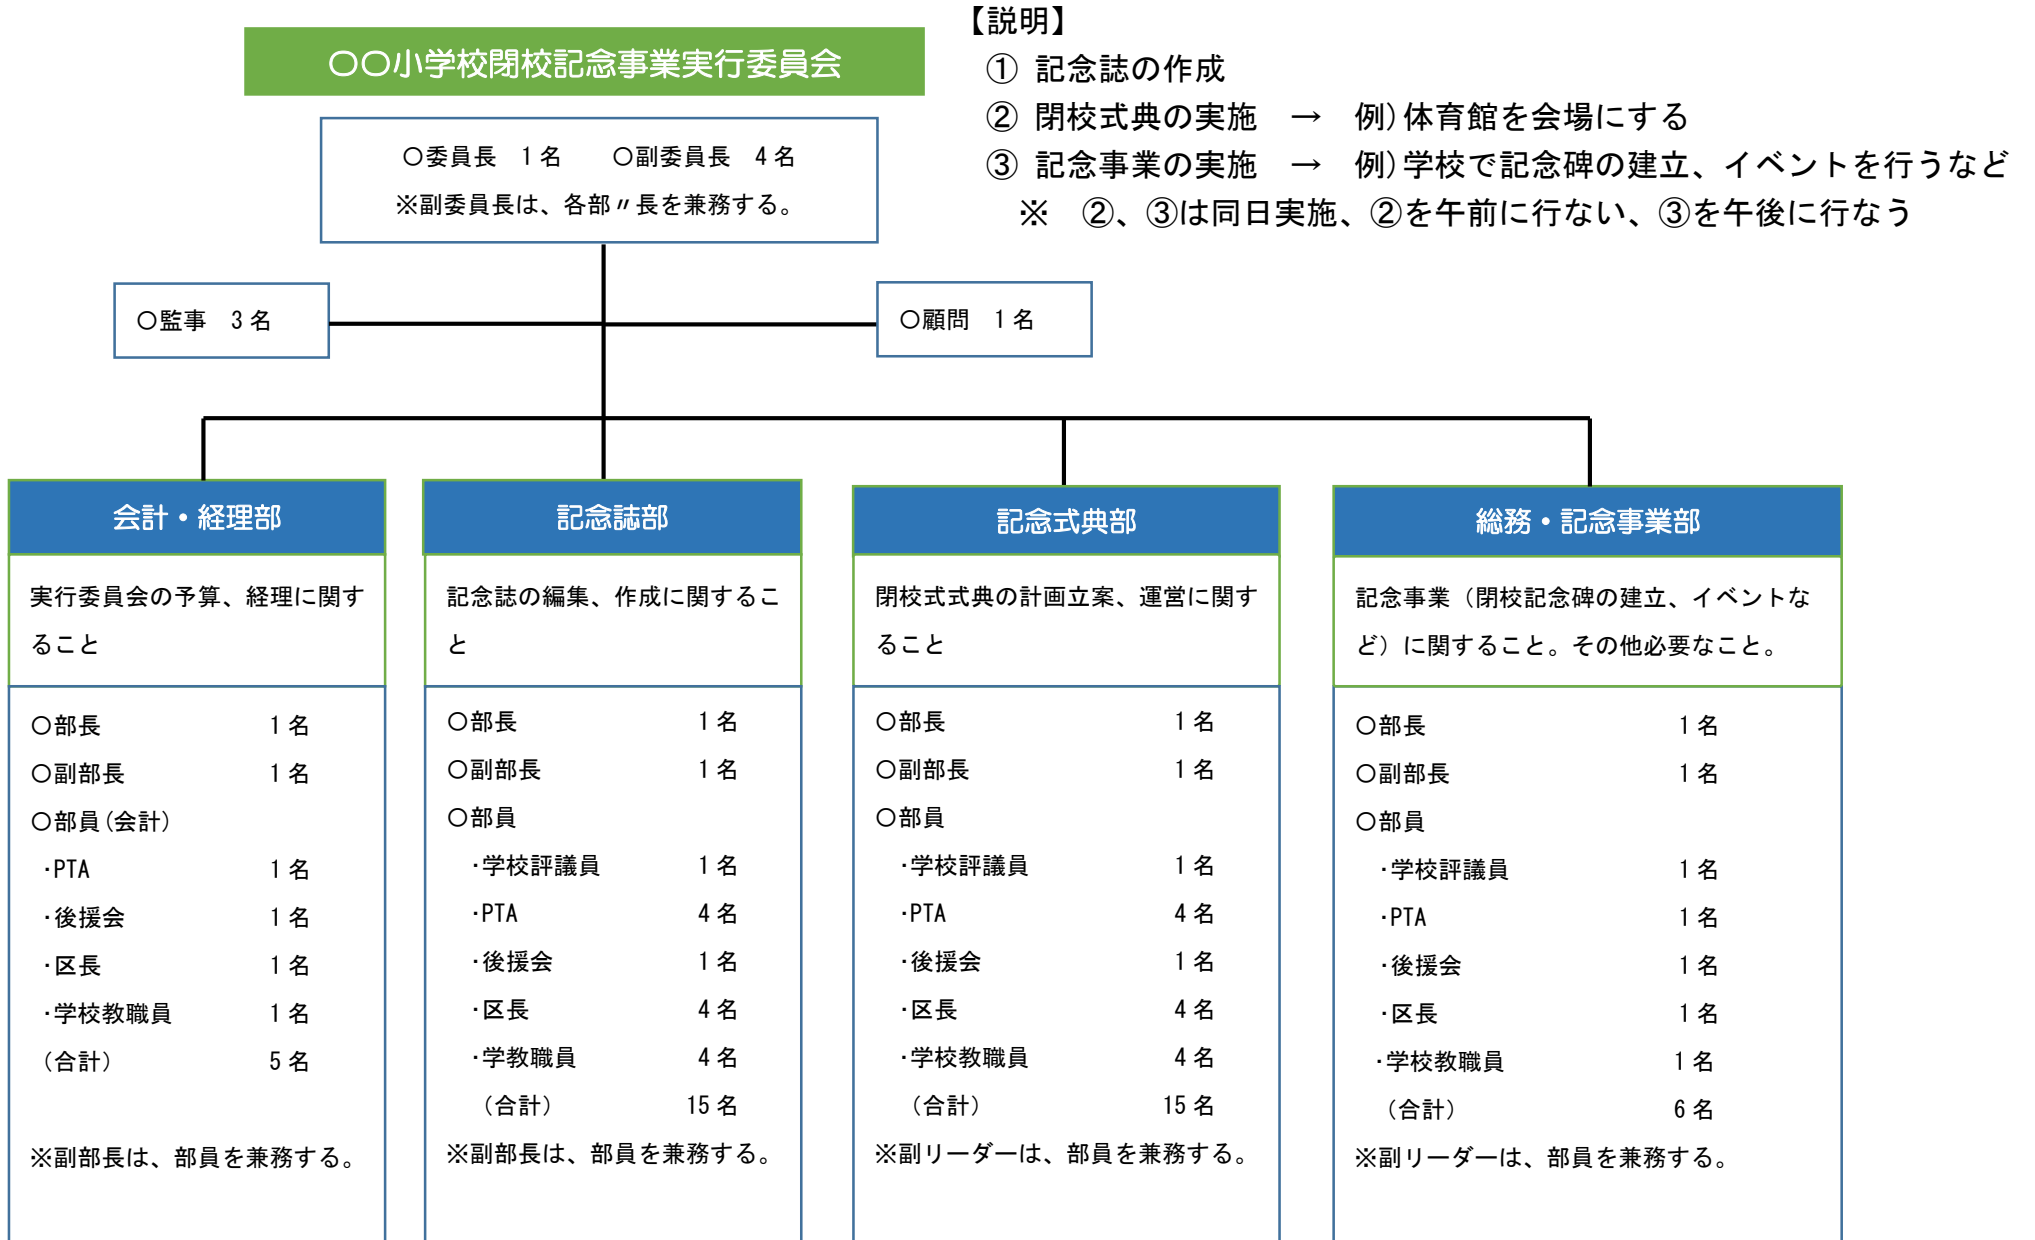 〇〇小学校閉校記念事業実行委員会
【説明】
① 記念誌の作成
② 閉校式典の実施　→　例)体育館を会場にする
③ 記念事業の実施　→　例)学校で記念碑の建立、イベントを行うなど
※　②、③は同日実施、②を午前に行ない、③を午後に行なう
〇委員長　1名　　〇副委員長　4名
※副委員長は、各部〃長を兼務する。
〇監事　3名
〇顧問　1名
会計・経理部
実行委員会の予算、経理に関す
ること
〇部長　1名
〇副部長　1名
〇部員(会計)
・PTA　1名
・後援会　1名
・区長　1名
・学校教職員　1名
(合計)　5名
※副部長は、部員を兼務する。
記念誌部
記念誌の編集、作成に関するこ
と
〇部長　1名
〇副部長　1名
〇部員
・学校評議員　1名
・PTA　4名
・後援会　1名
・区長　4名
・学教職員　4名
(合計)　15名
※副部長は、部員を兼務する。
記念式典部
閉校式式典の計画立案、運営に関す
ること
〇部長　1名
〇副部長　1名
〇部員
・学校評議員　1名
・PTA　4名
・後援会　1名
・区長　4名
・学校教職員　4名
(合計)　15名
※副リーダーは、部員を兼務する。
総務・記念事業部
記念事業（閉校記念碑の建立、イベントな
ど）に関すること。その他必要なこと。
〇部長　1名
〇副部長　1名
〇部員
・学校評議員　1名
・PTA　1名
・後援会　1名
・区長　1名
・学校教職員　1名
(合計)　6名
※副リーダーは、部員を兼務する。